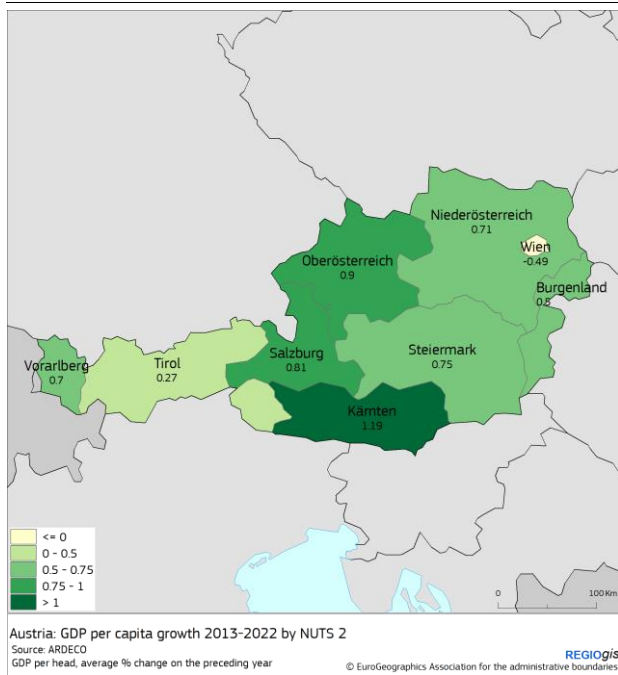 Niederösterreich
0.71
Wien
-0.49
Oberösterreich
0.9
Burgenland
0.5
Vorarlberg
0.7
Tirol
0.27
Salzburg
0.81
Steiermark
0.75
Kärnten
1.19
<= 0
0 - 0.5
0.5 - 0.75
0.75 - 1
> 1
0 100 Km
Austria: GDP per capita growth 2013-2022 by NUTS 2
Source: ARDECO
GDP per head, average % change on the preceding year
REGIOgis
© EuroGeographics Association for the administrative boundaries